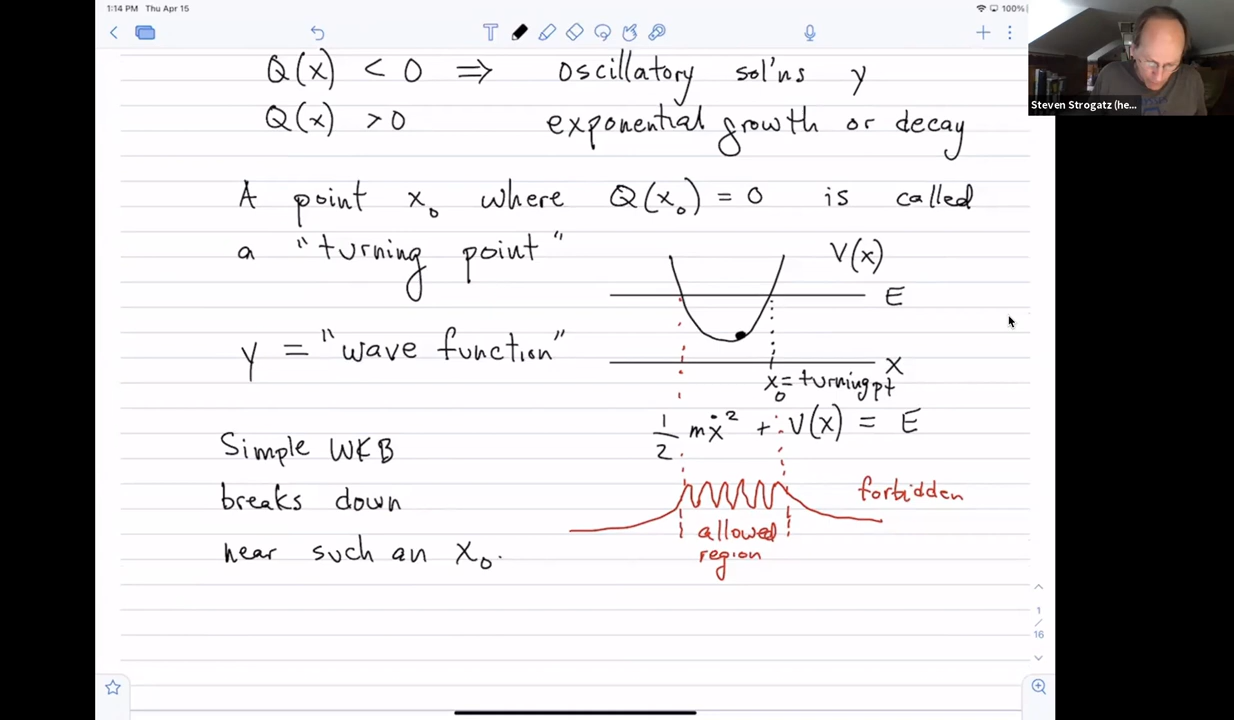 1:14 PM Thu Apr 15
100%
Q(x) < 0 ⇒ oscillatory sol'ns y
Q(x) > 0 exponential growth or decay
A point x₀ where Q(x₀) = 0 is called
a "turning point"
V(x)
E
y = "wave function"
x
x₀ = turning pt
1/2 mẋ² + V(x) = E
Simple WKB
breaks down
near such an x₀.
forbidden
allowed
region
Steven Strogatz (he...
1
/
16